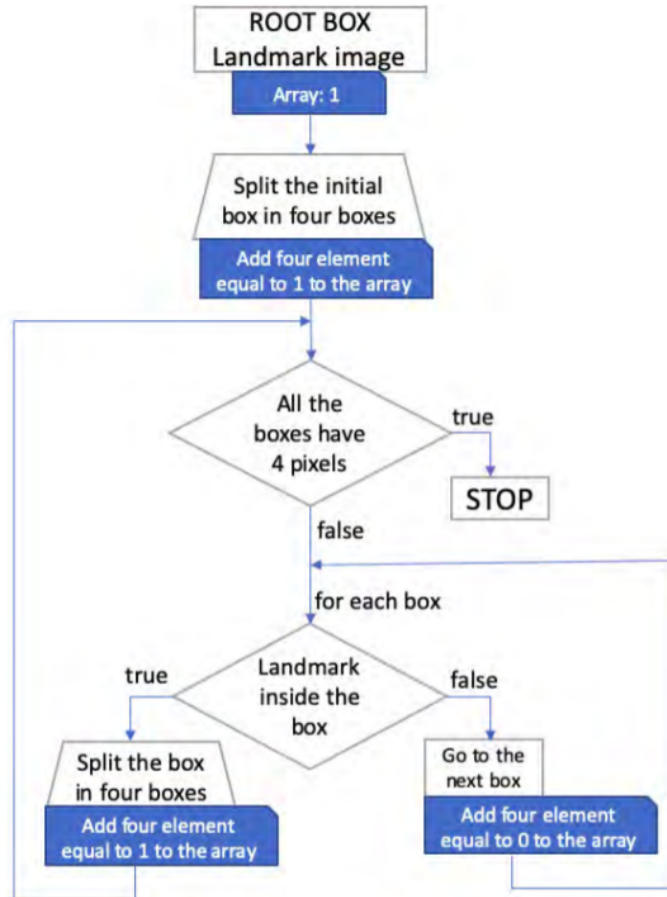 ROOT BOX
Landmark image
Array: 1
Split the initial
box in four boxes
Add four element
equal to 1 to the array
All the
boxes have
4 pixels
true
STOP
false
for each box
true
Landmark
inside the
box
false
Split the box
in four boxes
Add four element
equal to 1 to the array
Go to the
next box
Add four element
equal to 0 to the array